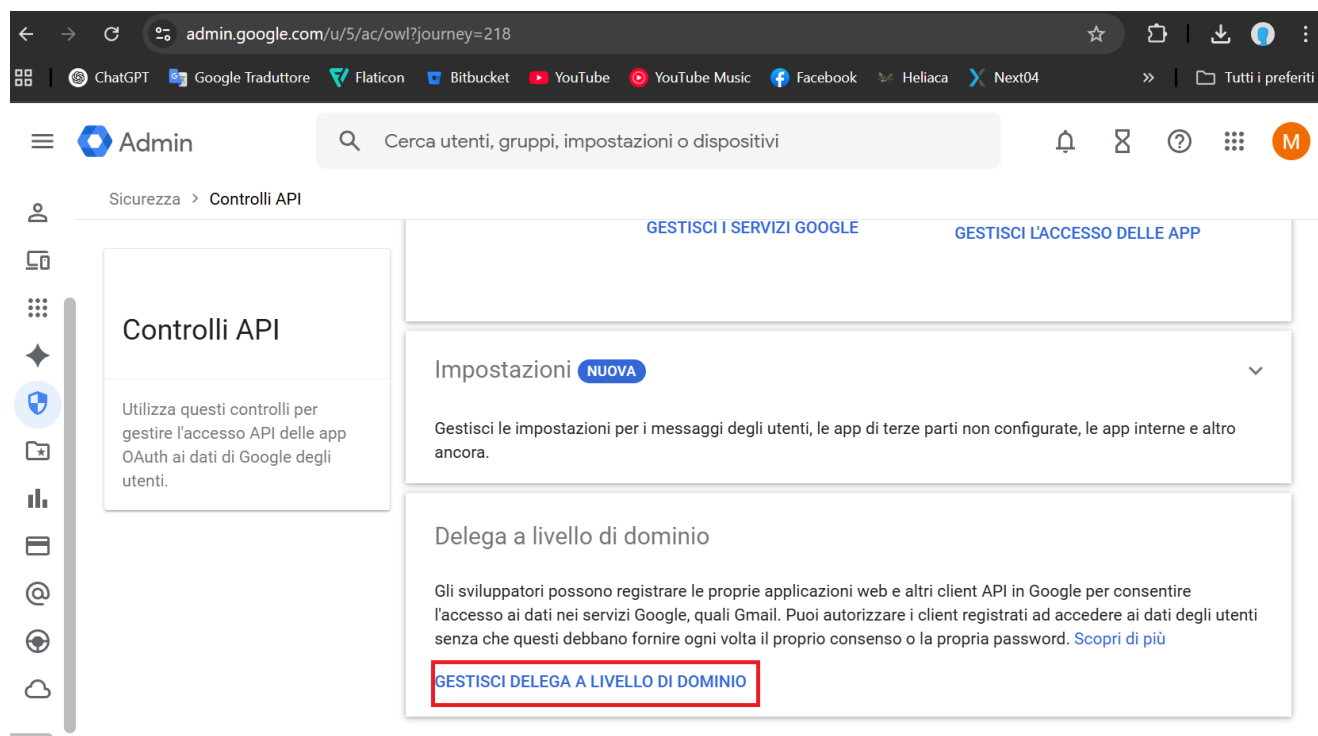 admin.google.com/u/5/ac/owl?journey=218
ChatGPT Google Traduttore Flaticon Bitbucket YouTube YouTube Music Facebook Heliaca Next04 » Tutti i preferiti
Admin
Cerca utenti, gruppi, impostazioni o dispositivi
M
Sicurezza > Controlli API
GESTISCI I SERVIZI GOOGLE
GESTISCI L'ACCESSO DELLE APP
Controlli API
Utilizza questi controlli per
gestire l'accesso API delle app
OAuth ai dati di Google degli
utenti.
Impostazioni NUOVA
Gestisci le impostazioni per i messaggi degli utenti, le app di terze parti non configurate, le app interne e altro
ancora.
Delega a livello di dominio
Gli sviluppatori possono registrare le proprie applicazioni web e altri client API in Google per consentire
l'accesso ai dati nei servizi Google, quali Gmail. Puoi autorizzare i client registrati ad accedere ai dati degli utenti
senza che questi debbano fornire ogni volta il proprio consenso o la propria password. Scopri di più
GESTISCI DELEGA A LIVELLO DI DOMINIO